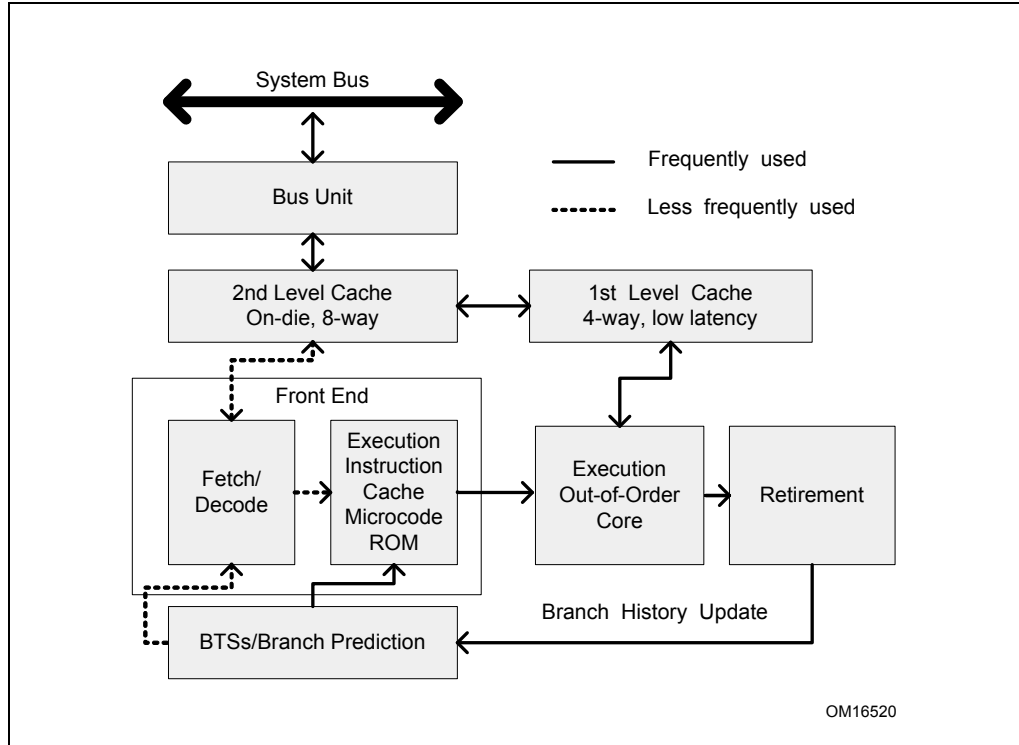 System Bus
Bus Unit
Frequently used
Less frequently used
2nd Level Cache
On-die, 8-way
1st Level Cache
4-way, low latency
Front End
Fetch/
Decode
Execution
Instruction
Cache
Microcode
ROM
Execution
Out-of-Order
Core
Retirement
Branch History Update
BTSs/Branch Prediction
OM16520